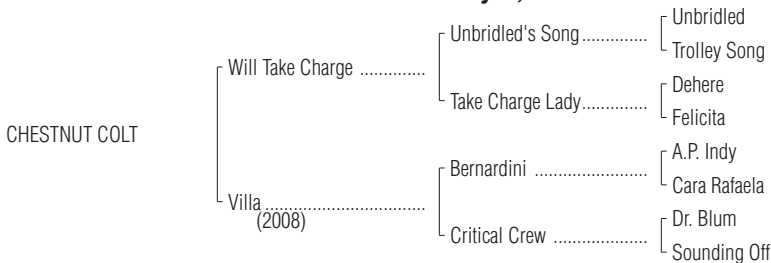 Unbridled
Unbridled's Song..............
Trolley Song
Will Take Charge ..............
Dehere
Take Charge Lady..............
Felicita
CHESTNUT COLT
A.P. Indy
Bernardini ........................
Cara Rafaela
Villa ..................................
(2008)
Dr. Blum
Critical Crew ....................
Sounding Off